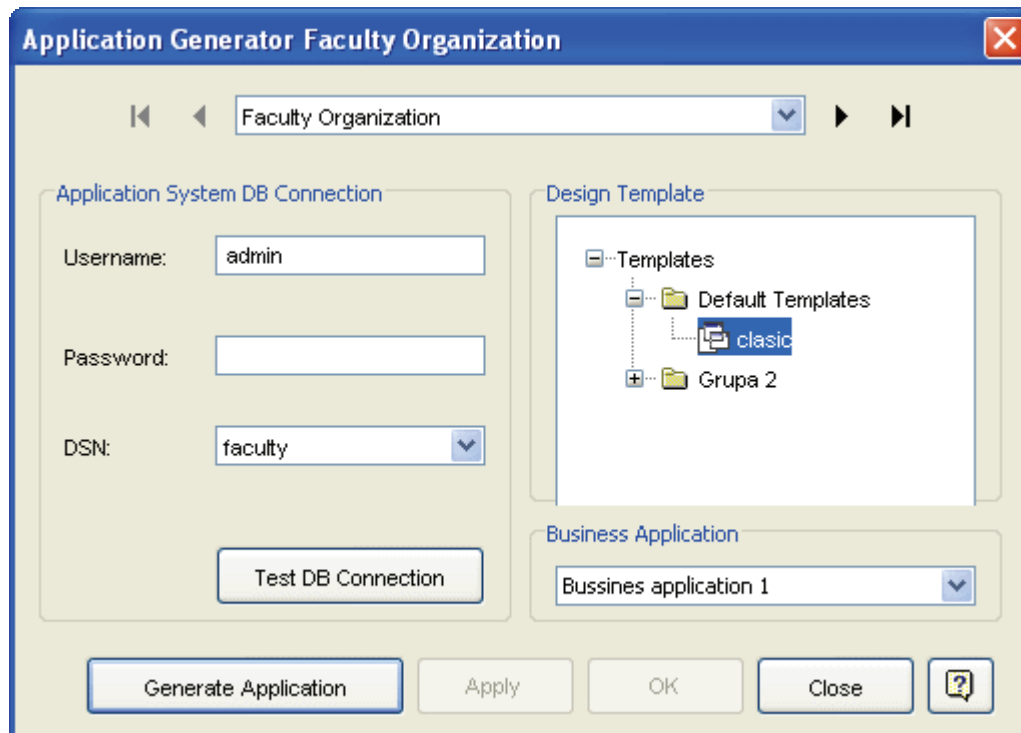 Application Generator Faculty Organization
Faculty Organization
Application System DB Connection
Username:
admin
Password:
DSN:
faculty
Test DB Connection
Design Template
Templates
Default Templates
clasic
Grupa 2
Business Application
Bussines application 1
Generate Application
Apply
OK
Close
?